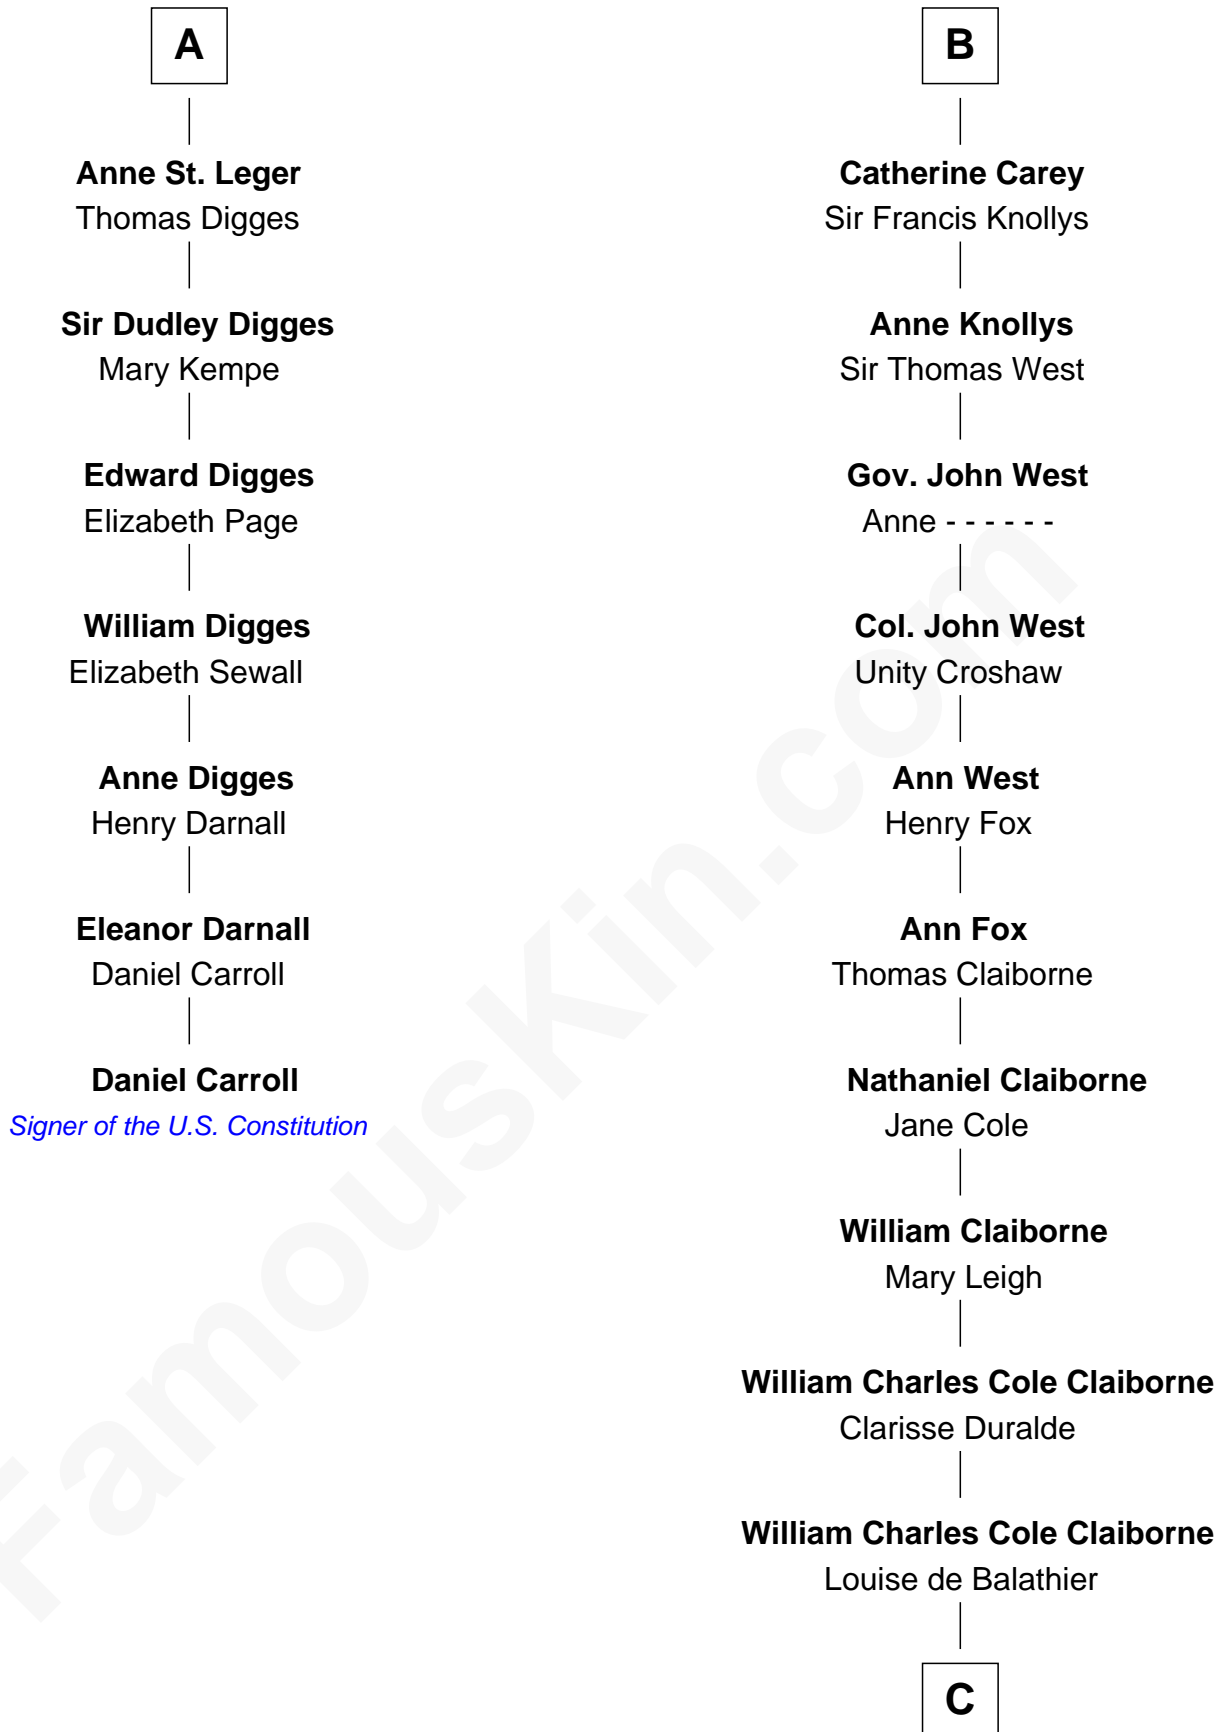 A
Anne St. Leger
Thomas Digges
Sir Dudley Digges
Mary Kempe
Edward Digges
Elizabeth Page
William Digges
Elizabeth Sewall
Anne Digges
Henry Darnall
Eleanor Darnall
Daniel Carroll
Daniel Carroll
Signer of the U.S. Constitution
B
Catherine Carey
Sir Francis Knollys
Anne Knollys
Sir Thomas West
Gov. John West
Anne - - - - - -
Col. John West
Unity Croshaw
Ann West
Henry Fox
Ann Fox
Thomas Claiborne
Nathaniel Claiborne
Jane Cole
William Claiborne
Mary Leigh
William Charles Cole Claiborne
Clarisse Duralde
William Charles Cole Claiborne
Louise de Balathier
C
FamousKin.com